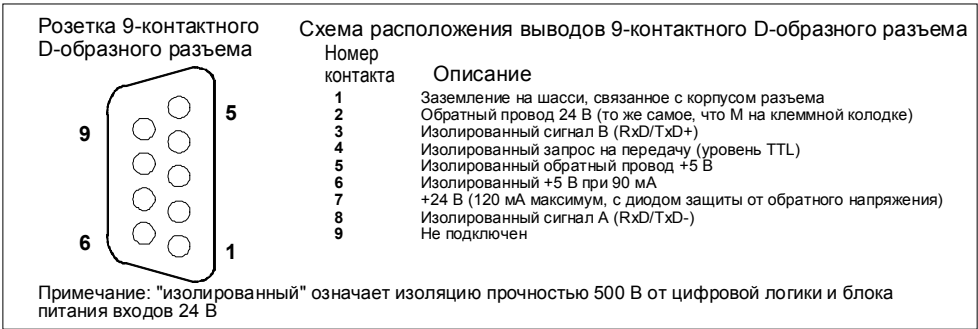 Розетка 9-контактного
D-образного разъема
5
9
6
1
Схема расположения выводов 9-контактного D-образного разъема
Номер
контакта Описание
1 Заземление на шасси, связанное с корпусом разъема
2 Обратный провод 24 В (то же самое, что М на клеммной колодке)
3 Изолированный сигнал В (RxD/TxD+)
4 Изолированный запрос на передачу (уровень TTL)
5 Изолированный обратный провод +5 В
6 Изолированный +5 В при 90 мА
7 +24 В (120 мА максимум, с диодом защиты от обратного напряжения)
8 Изолированный сигнал А (RxD/TxD-)
9 Не подключен
Примечание: "изолированный" означает изоляцию прочностью 500 В от цифровой логики и блока
питания входов 24 В